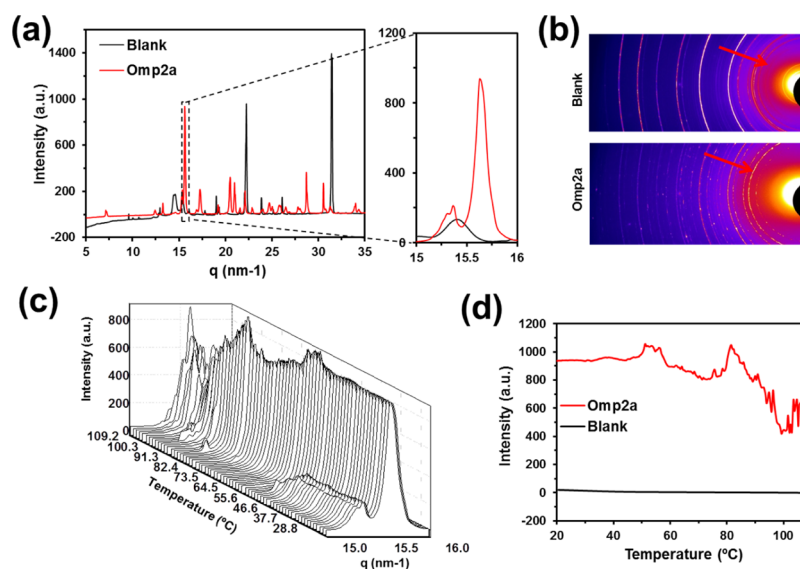 (a)
Blank
Omp2a
Intensity (a.u.)
1400
1000
600
200
-200
5 10 15 20 25 30 35
q (nm-1)
1200
800
400
0
15 15.5 16
(b)
Blank
Omp2a
(c)
Intensity (a.u.)
800
600
400
200
0
109.2
100.3
91.3
82.4
73.5
64.5
55.6
46.6
37.7
28.8
Temperature (ºC)
15.0 15.5 16.0
q (nm-1)
(d)
Intensity (a.u.)
1200
1000
800
600
400
200
0
-200
Omp2a
Blank
20 40 60 80 100
Temperature (ºC)